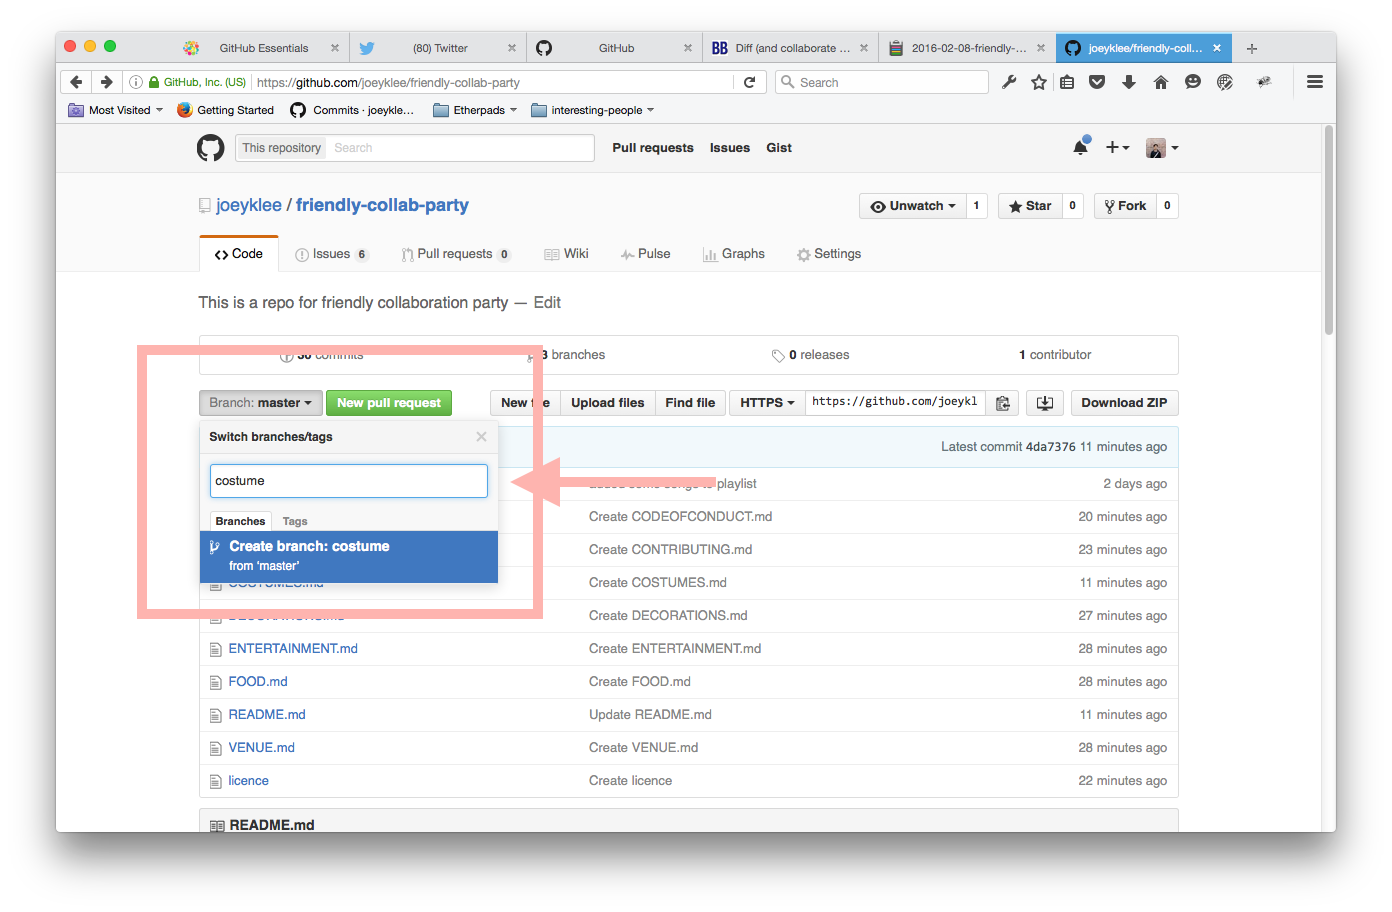 GitHub Essentials
(80) Twitter
GitHub
BB Diff (and collaborate ...
2016-02-08-friendly-...
joeyklee/friendly-coll...
GitHub, Inc. (US) https://github.com/joeyklee/friendly-collab-party
Search
Most Visited Getting Started Commits · joeykle... Etherpads interesting-people
This repository Search Pull requests Issues Gist
joeyklee / friendly-collab-party
Unwatch 1 Star 0 Fork 0
Code Issues 6 Pull requests 0 Wiki Pulse Graphs Settings
This is a repo for friendly collaboration party — Edit
commits 3 branches 0 releases 1 contributor
Branch: master New pull request New file Upload files Find file HTTPS https://github.com/joeykl Download ZIP
Switch branches/tags
Latest commit 4da7376 11 minutes ago
costume
playlist 2 days ago
Branches Tags
Create CODEOFCONDUCT.md 20 minutes ago
Create branch: costume
from 'master'
Create CONTRIBUTING.md 23 minutes ago
COSTUMES.md Create COSTUMES.md 11 minutes ago
Create DECORATIONS.md 27 minutes ago
ENTERTAINMENT.md Create ENTERTAINMENT.md 28 minutes ago
FOOD.md Create FOOD.md 28 minutes ago
README.md Update README.md 11 minutes ago
VENUE.md Create VENUE.md 28 minutes ago
licence Create licence 22 minutes ago
README.md